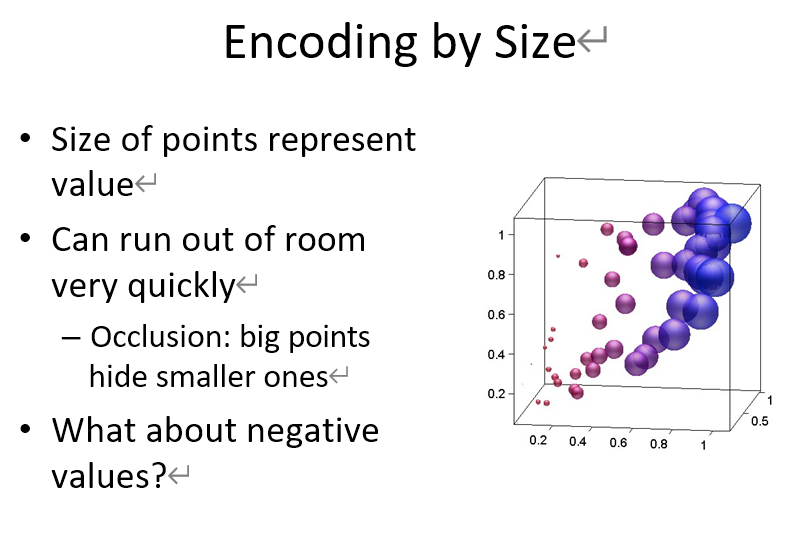 Encoding by Size↵
• Size of points represent
value↵
• Can run out of room
very quickly↵
– Occlusion: big points
hide smaller ones↵
• What about negative
values?↵
1
0.8
0.6
0.4
0.2
0.2 0.4 0.6 0.8 1
0.5
1